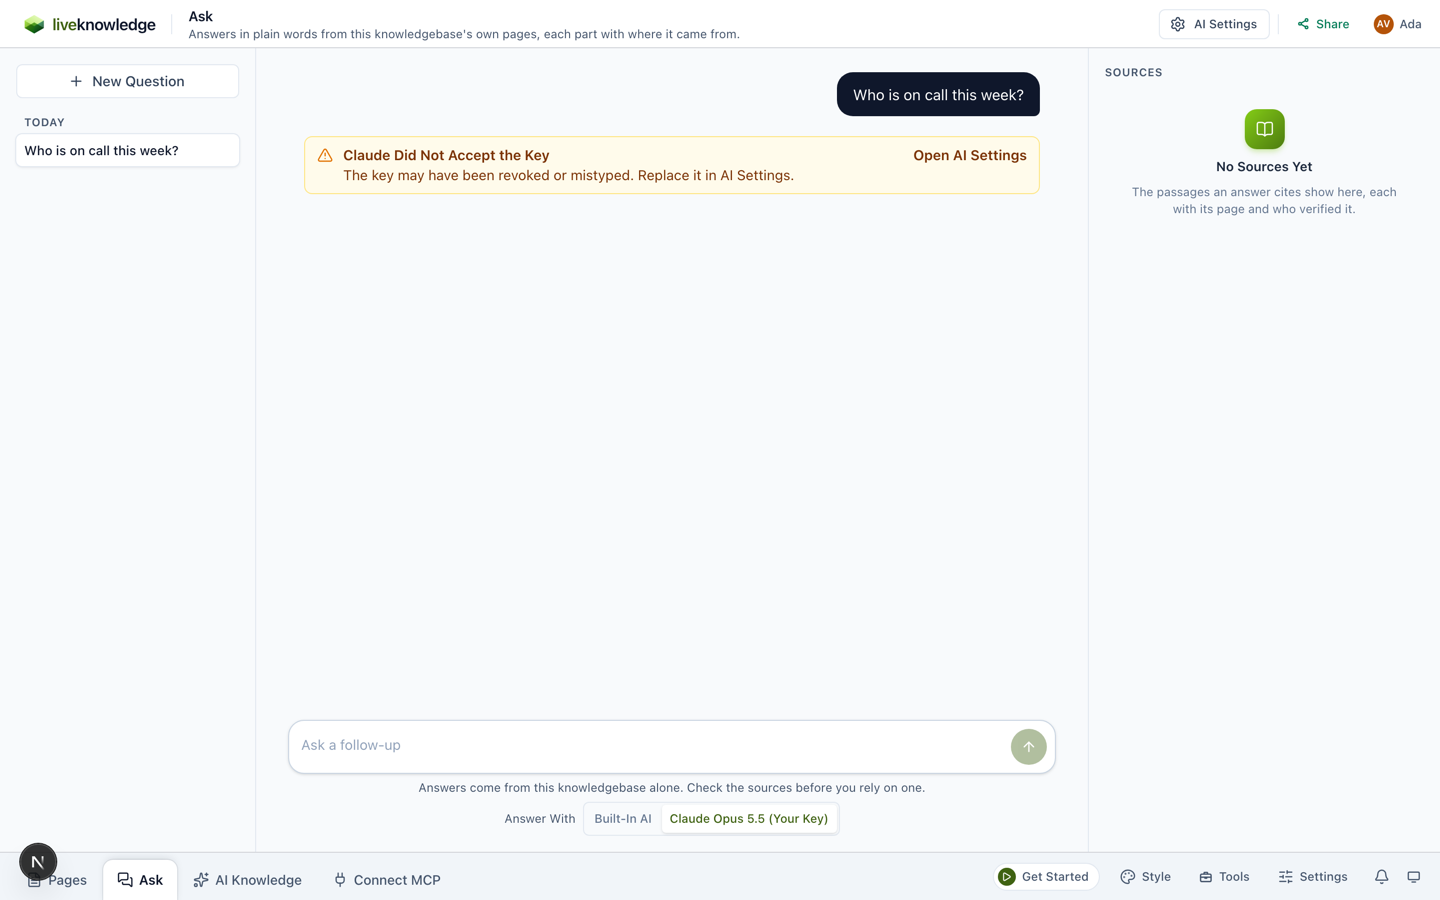 liveknowledge
Ask
Answers in plain words from this knowledgebase's own pages, each part with where it came from.
AI Settings
Share
AV
Ada
New Question
TODAY
Who is on call this week?
Who is on call this week?
Claude Did Not Accept the Key
Open AI Settings
The key may have been revoked or mistyped. Replace it in AI Settings.
SOURCES
No Sources Yet
The passages an answer cites show here, each
with its page and who verified it.
Ask a follow-up
Answers come from this knowledgebase alone. Check the sources before you rely on one.
Answer With
Built-In AI
Claude Opus 5.5 (Your Key)
N
Pages
Ask
AI Knowledge
Connect MCP
Get Started
Style
Tools
Settings